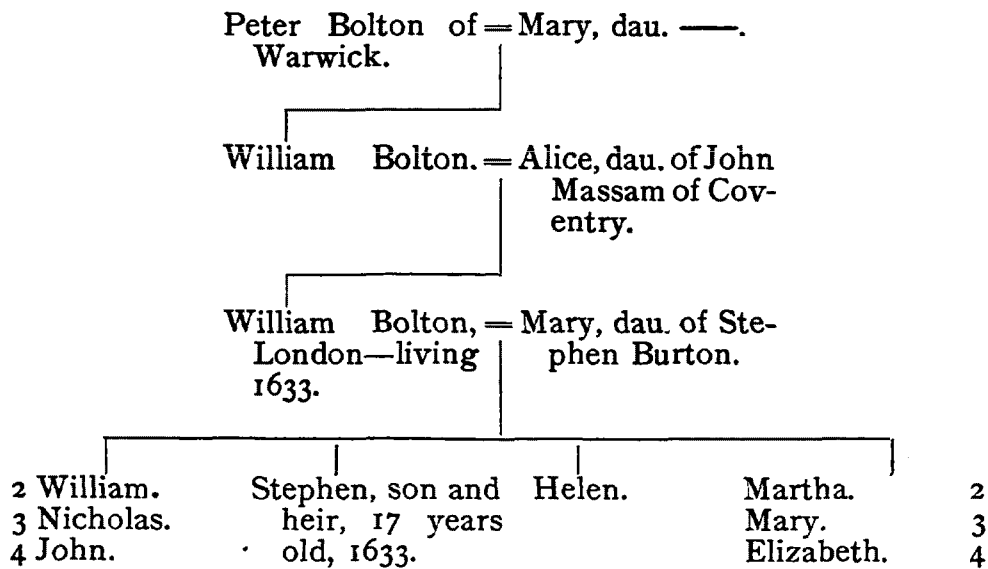 Peter Bolton of = Mary, dau. ——.
Warwick.
William Bolton. = Alice, dau. of John
Massam of Cov-
entry.
William Bolton, = Mary, dau. of Ste-
London—living phen Burton.
1633.
2 William. Stephen, son and Helen. Martha. 2
3 Nicholas. heir, 17 years Mary. 3
4 John. old, 1633. Elizabeth. 4